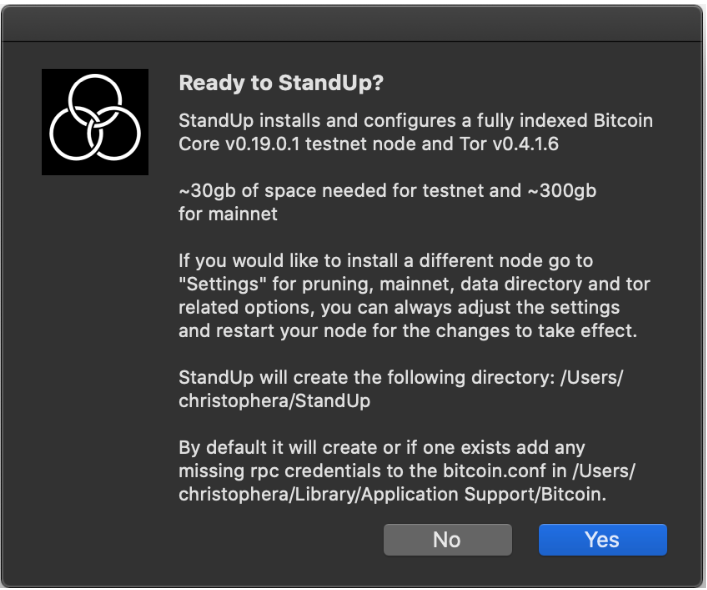 Ready to StandUp?
StandUp installs and configures a fully indexed Bitcoin
Core v0.19.0.1 testnet node and Tor v0.4.1.6
~30gb of space needed for testnet and ~300gb
for mainnet
If you would like to install a different node go to
"Settings" for pruning, mainnet, data directory and tor
related options, you can always adjust the settings
and restart your node for the changes to take effect.
StandUp will create the following directory: /Users/
christophera/StandUp
By default it will create or if one exists add any
missing rpc credentials to the bitcoin.conf in /Users/
christophera/Library/Application Support/Bitcoin.
No
Yes